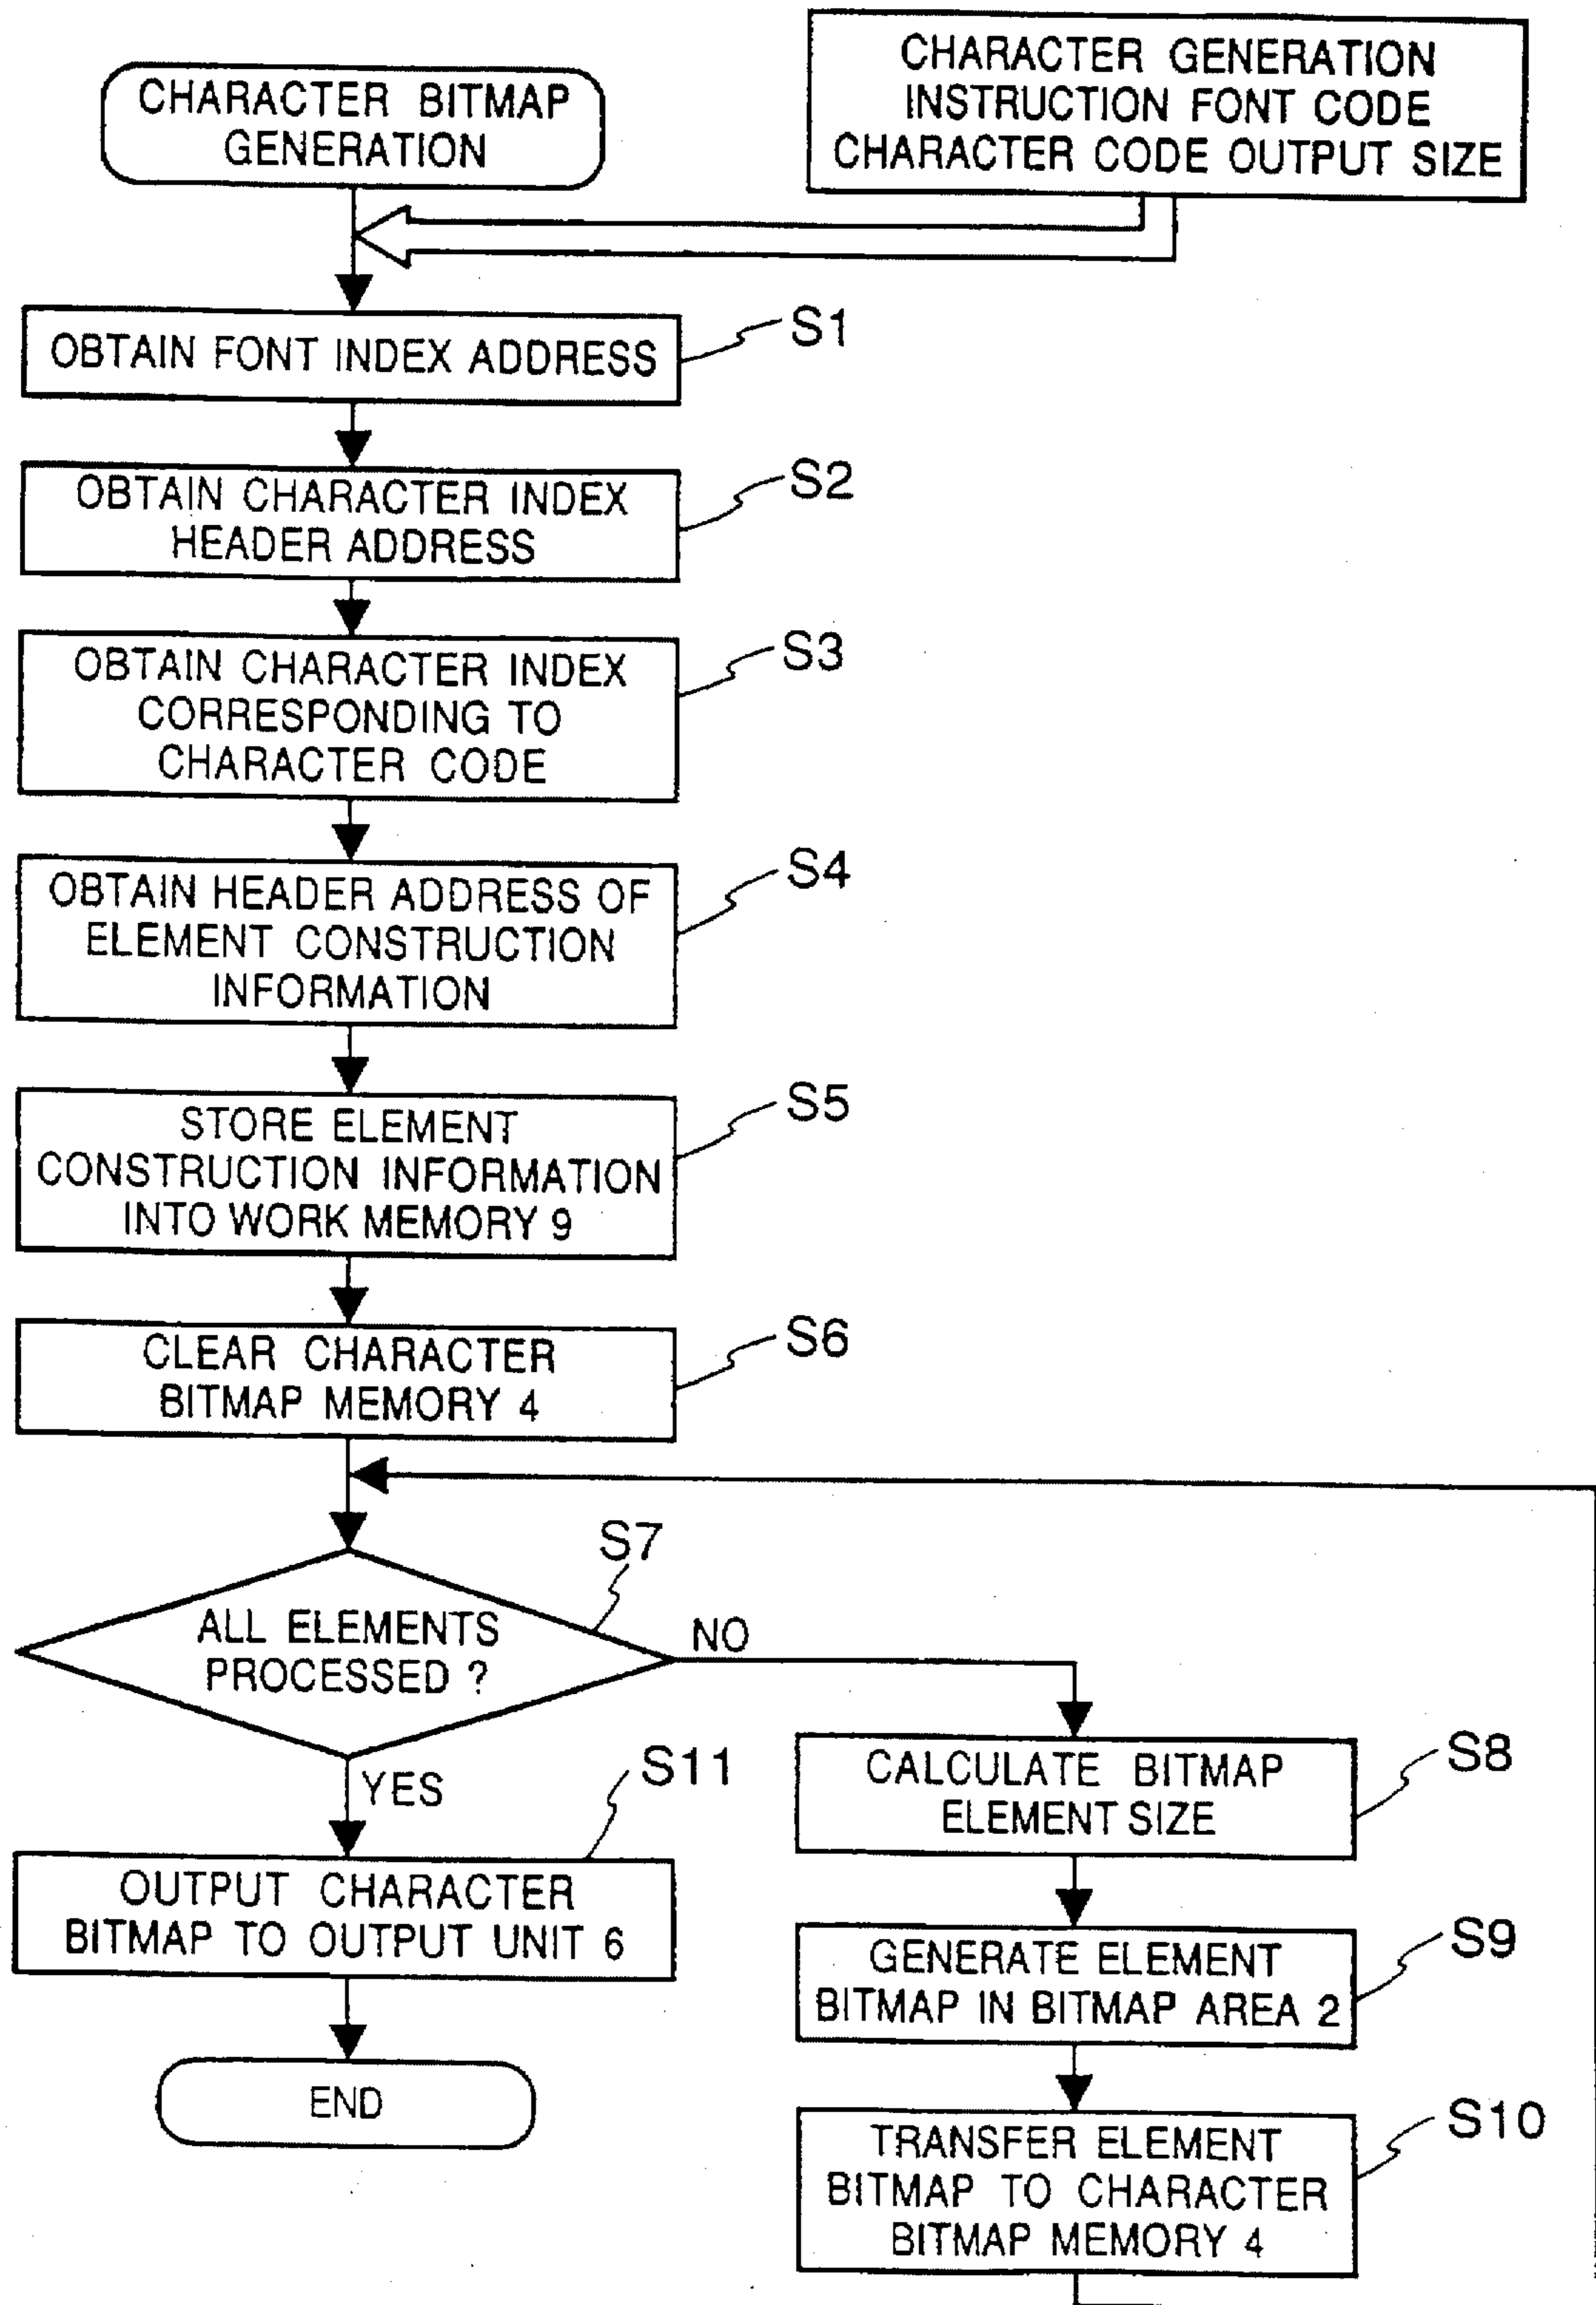 CHARACTER BITMAP
GENERATION
CHARACTER GENERATION
INSTRUCTION FONT CODE
CHARACTER CODE OUTPUT SIZE
OBTAIN FONT INDEX ADDRESS
S1
OBTAIN CHARACTER INDEX
HEADER ADDRESS
S2
OBTAIN CHARACTER INDEX
CORRESPONDING TO
CHARACTER CODE
S3
OBTAIN HEADER ADDRESS OF
ELEMENT CONSTRUCTION
INFORMATION
S4
STORE ELEMENT
CONSTRUCTION INFORMATION
INTO WORK MEMORY 9
S5
CLEAR CHARACTER
BITMAP MEMORY 4
S6
ALL ELEMENTS
PROCESSED ?
S7
NO
YES
CALCULATE BITMAP
ELEMENT SIZE
S8
GENERATE ELEMENT
BITMAP IN BITMAP AREA 2
S9
TRANSFER ELEMENT
BITMAP TO CHARACTER
BITMAP MEMORY 4
S10
OUTPUT CHARACTER
BITMAP TO OUTPUT UNIT 6
S11
END